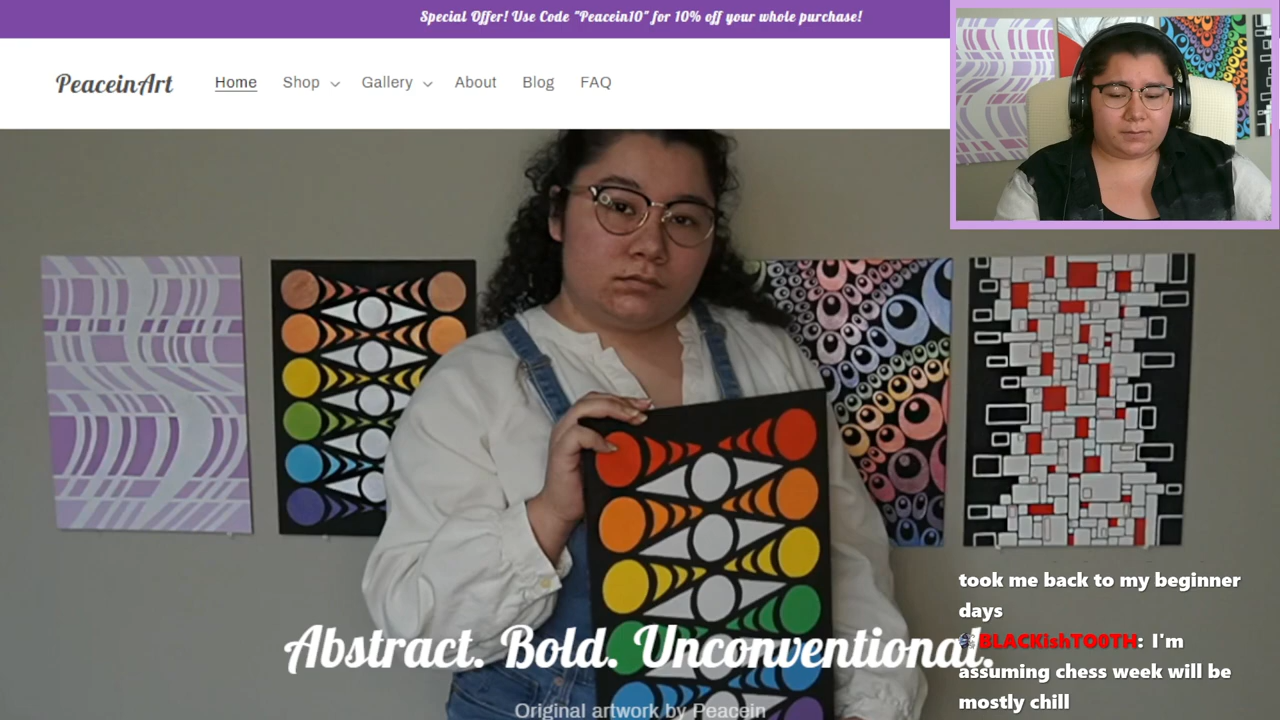 Special Offer! Use Code "Peacein10" for 10% off your whole purchase!
PeaceinArt
Home
Shop
Gallery
About
Blog
FAQ
Abstract. Bold. Unconventional.
Original artwork by Peacein
took me back to my beginner
days
BLACKishTO0TH: I'm
assuming chess week will be
mostly chill